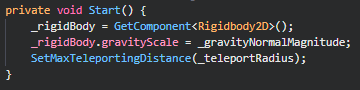 private void Start() {
    _rigidBody = GetComponent<Rigidbody2D>();
    _rigidBody.gravityScale = _gravityNormalMagnitude;
    SetMaxTeleportingDistance(_teleportRadius);
}